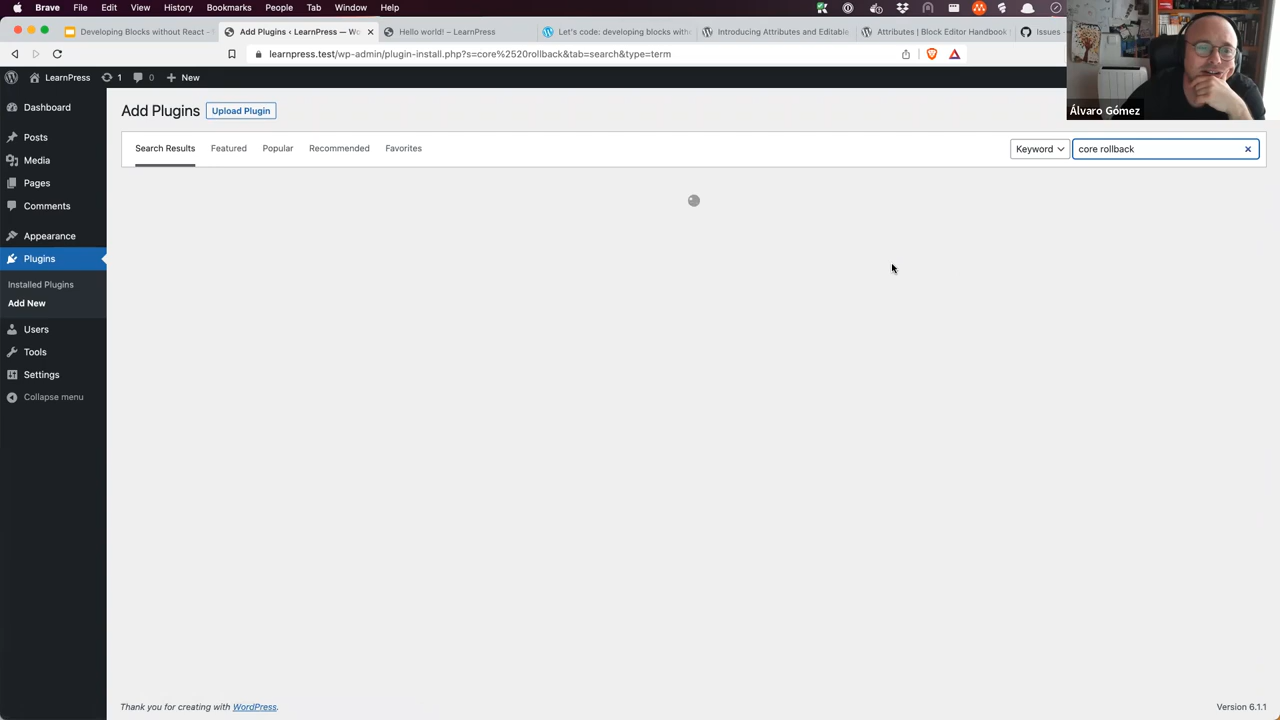 Brave File Edit View History Bookmarks People Tab Window Help
Developing Blocks without React -
Add Plugins ‹ LearnPress — Wo
Hello world! – LearnPress
Let's code: developing blocks with
Introducing Attributes and Editable
Attributes | Block Editor Handbook
Issues
learnpress.test/wp-admin/plugin-install.php?s=core%2520rollback&tab=search&type=term
LearnPress 1 0 New
Álvaro Gómez
Dashboard
Posts
Media
Pages
Comments
Appearance
Plugins
Installed Plugins
Add New
Users
Tools
Settings
Collapse menu
Add Plugins Upload Plugin
Search Results Featured Popular Recommended Favorites Keyword core rollback
Thank you for creating with WordPress. Version 6.1.1